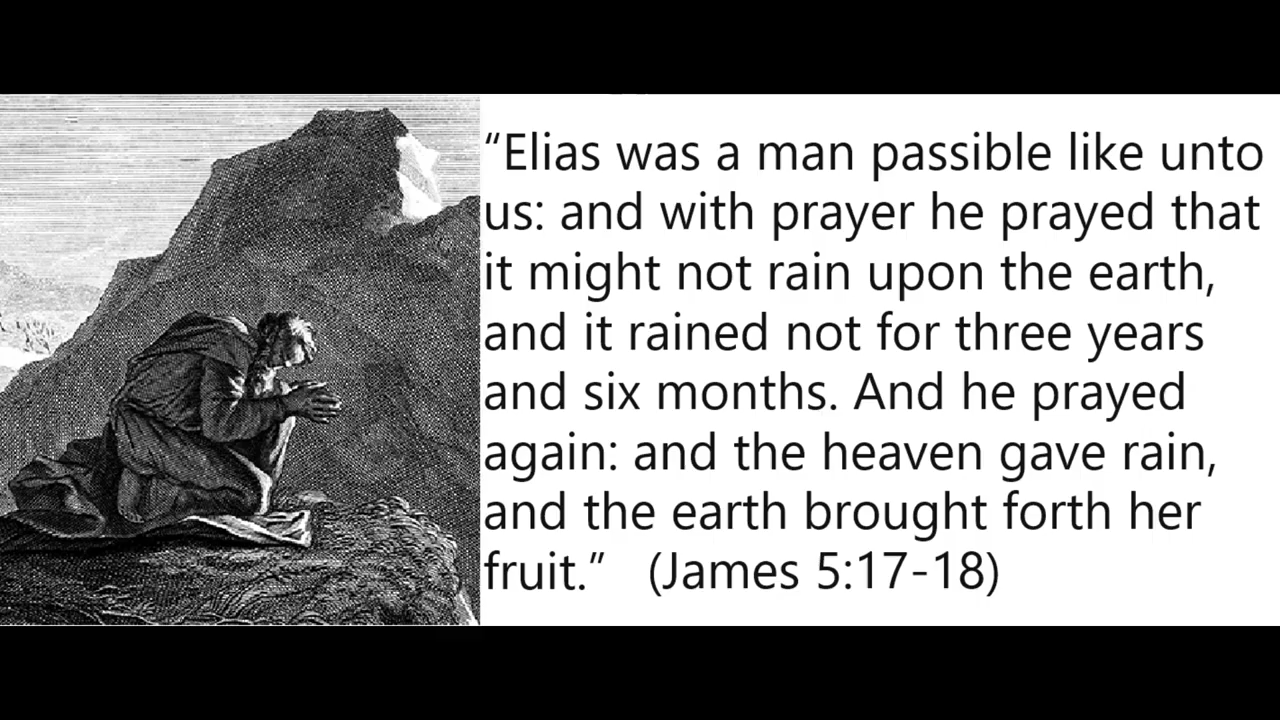 “Elias was a man passible like unto
us: and with prayer he prayed that
it might not rain upon the earth,
and it rained not for three years
and six months. And he prayed
again: and the heaven gave rain,
and the earth brought forth her
fruit.” (James 5:17-18)